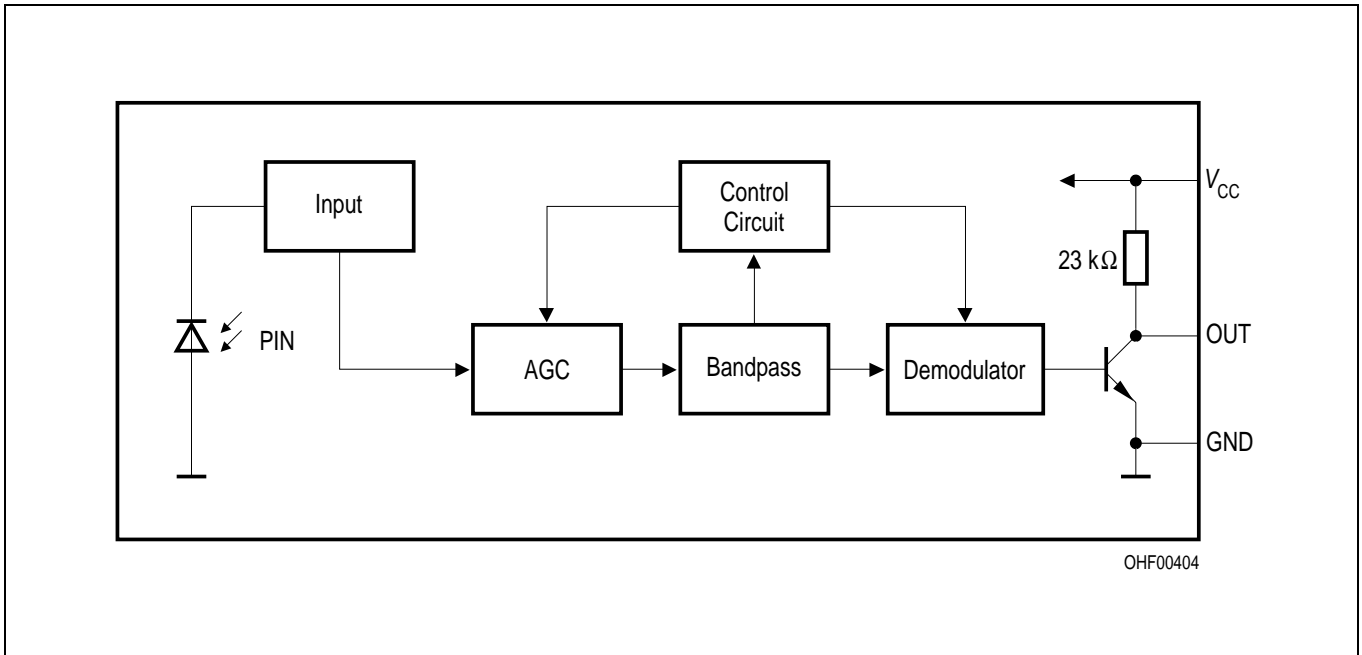 Input
Control
Circuit
VCC
23 kΩ
PIN
OUT
AGC
Bandpass
Demodulator
GND
OHF00404